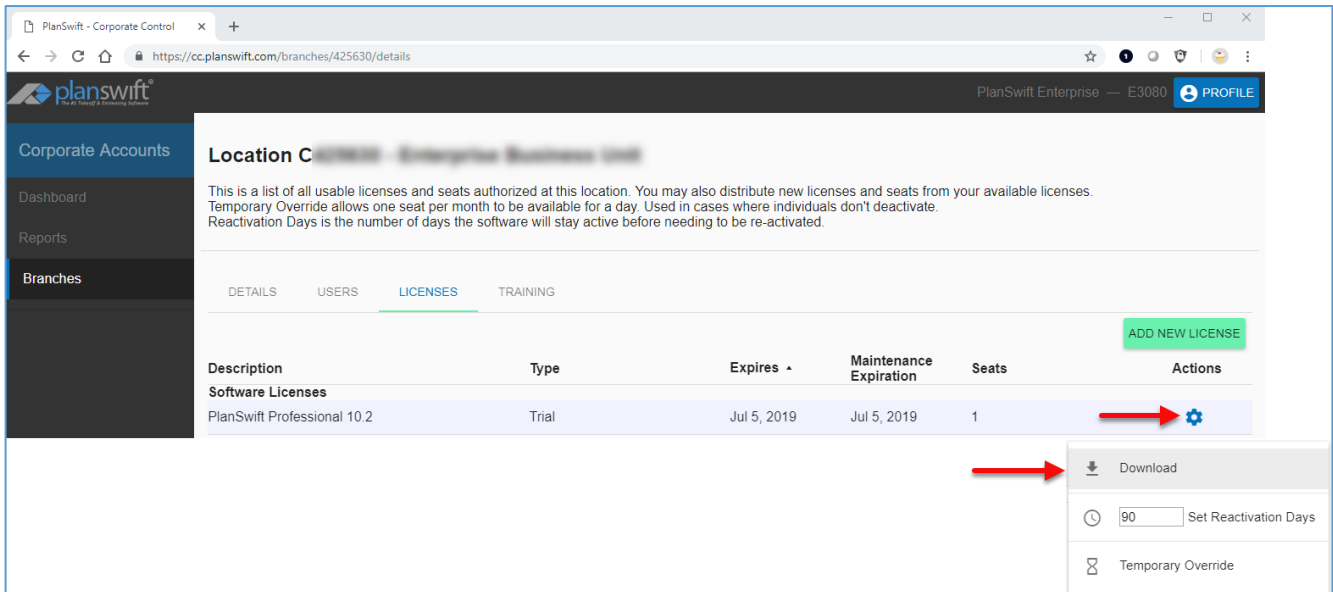 PlanSwift - Corporate Control
https://cc.planswift.com/branches/425630/details
planswift®
The #1 Takeoff & Estimating Software
PlanSwift Enterprise — E3080
PROFILE
Corporate Accounts
Dashboard
Reports
Branches
Location C
This is a list of all usable licenses and seats authorized at this location. You may also distribute new licenses and seats from your available licenses.
Temporary Override allows one seat per month to be available for a day. Used in cases where individuals don't deactivate.
Reactivation Days is the number of days the software will stay active before needing to be re-activated.
DETAILS USERS LICENSES TRAINING
ADD NEW LICENSE
Description Type Expires Maintenance Expiration Seats Actions
Software Licenses
PlanSwift Professional 10.2 Trial Jul 5, 2019 Jul 5, 2019 1
Download
90 Set Reactivation Days
Temporary Override